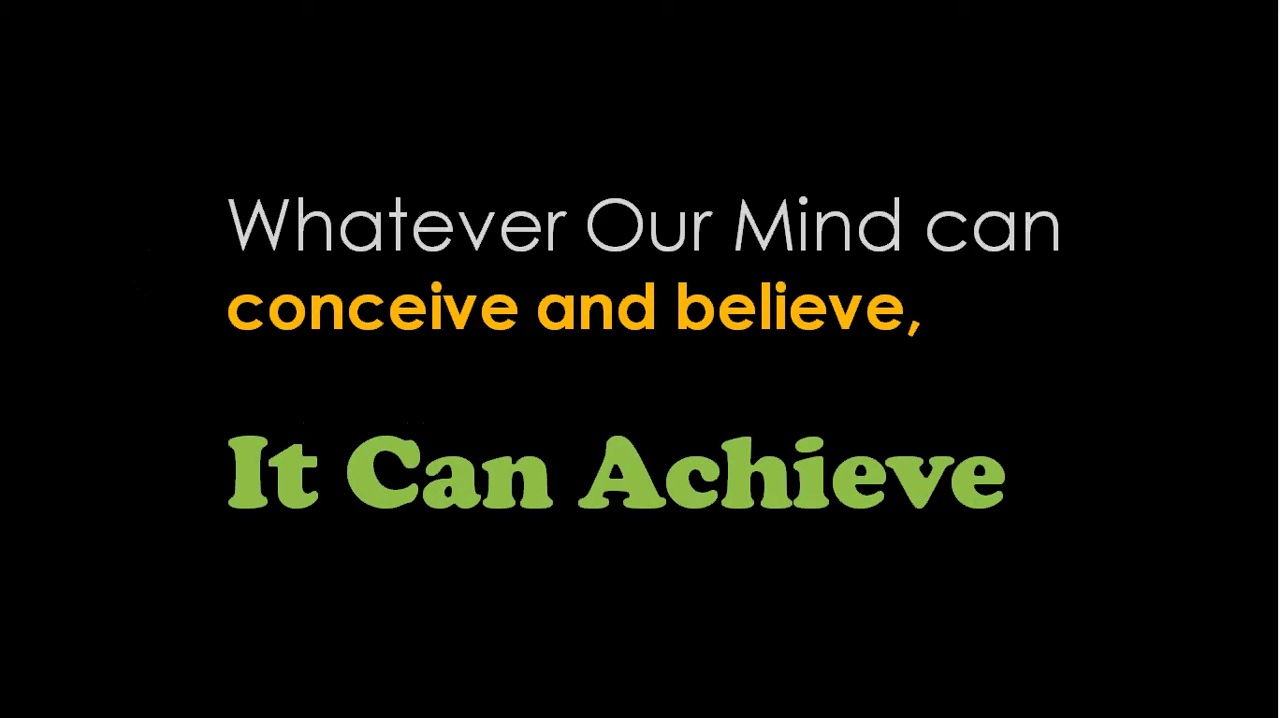 Whatever Our Mind can
conceive and believe,
It Can Achieve